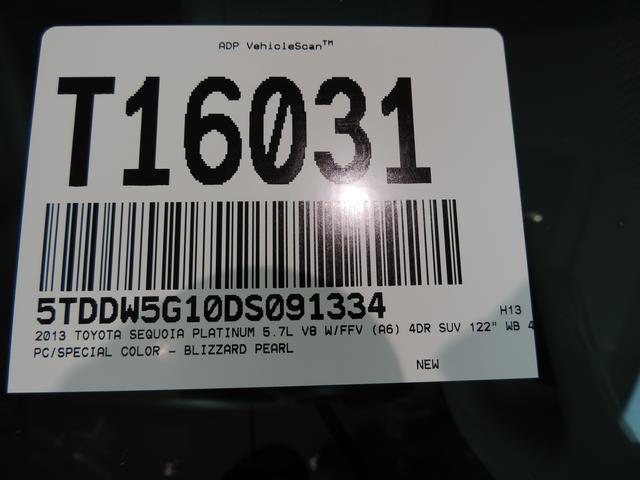 ADP VehicleScan™
T16031
5TDDW5G10DS091334
H13
2013 TOYOTA SEQUOIA PLATINUM 5.7L V8 W/FFV (A6) 4DR SUV 122" WB 4
PC/SPECIAL COLOR - BLIZZARD PEARL
NEW